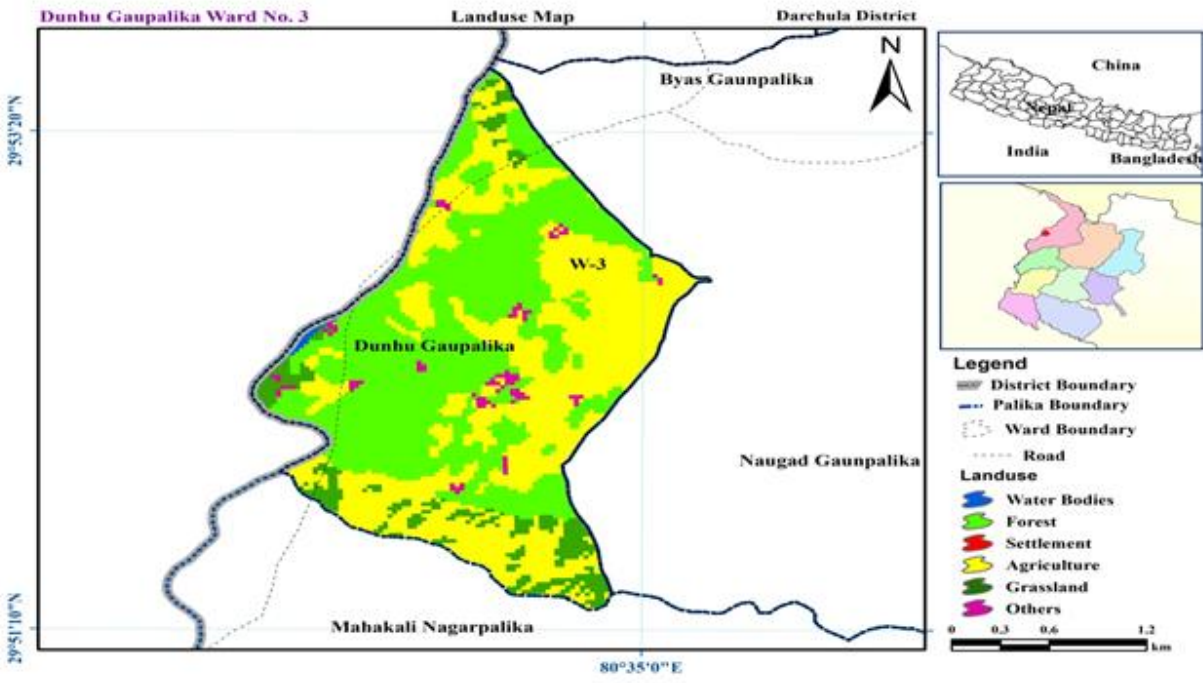 Dunhu Gaupalika Ward No. 3
Landuse Map
Darchula District
N
Byas Gaunpalika
29°53'20"N
W-3
Dunhu Gaupalika
Naugad Gaunpalika
Mahakali Nagarpalika
29°51'10"N
80°35'0"E
China
Nepal
India
Bangladesh
Legend
District Boundary
Palika Boundary
Ward Boundary
Road
Landuse
Water Bodies
Forest
Settlement
Agriculture
Grassland
Others
0 0.3 0.6 1.2
km